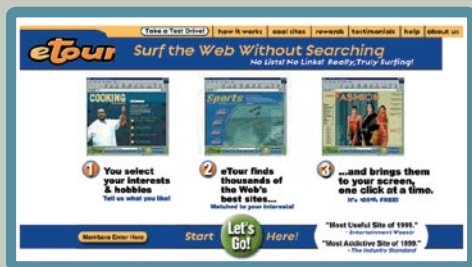 Take a Test Drive! how it works cool sites rewards testimonials help about us
eTour Surf the Web Without Searching
No Lists! No Links! Really, Truly Surfing!
COOKING
Sports
FASHION
1 You select
your interests
& hobbies
Tell us what you like!
2 eTour finds
thousands of
the Web's
best sites...
Matched to your interests!
3 ...and brings them
to your screen,
one click at a time.
It's 100% FREE!
Members Enter Here
Start Let's Go! Here!
"Most Useful Site of 1999."
- Entertainment Weekly
"Most Addictive Site of 1999."
- The Industry Standard